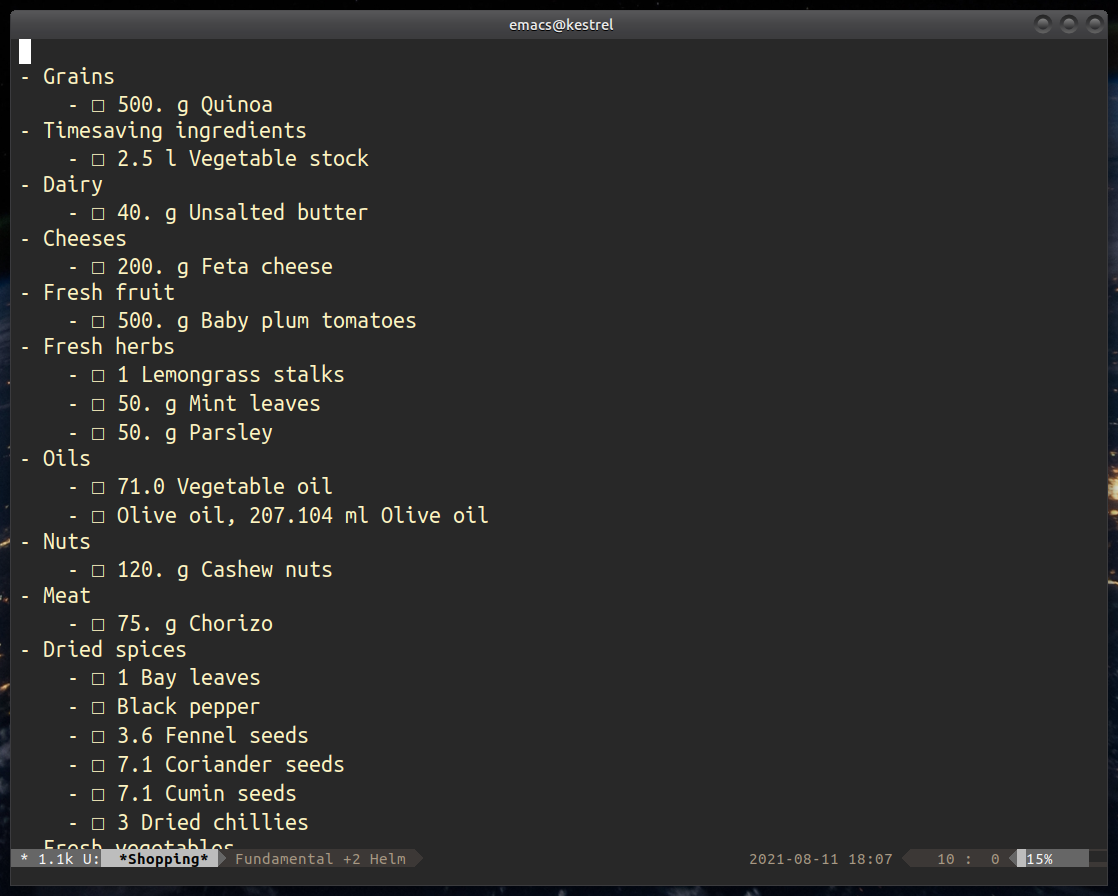 emacs@kestrel
- Grains
- □ 500. g Quinoa
- Timesaving ingredients
- □ 2.5 l Vegetable stock
- Dairy
- □ 40. g Unsalted butter
- Cheeses
- □ 200. g Feta cheese
- Fresh fruit
- □ 500. g Baby plum tomatoes
- Fresh herbs
- □ 1 Lemongrass stalks
- □ 50. g Mint leaves
- □ 50. g Parsley
- Oils
- □ 71.0 Vegetable oil
- □ Olive oil, 207.104 ml Olive oil
- Nuts
- □ 120. g Cashew nuts
- Meat
- □ 75. g Chorizo
- Dried spices
- □ 1 Bay leaves
- □ Black pepper
- □ 3.6 Fennel seeds
- □ 7.1 Coriander seeds
- □ 7.1 Cumin seeds
- □ 3 Dried chillies
- Fresh vegetables
* 1.1k U: *Shopping* Fundamental +2 Helm 2021-08-11 18:07 10 : 0 15%